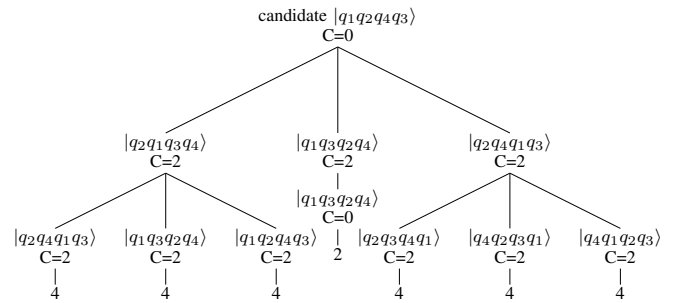 candidate |q₁q₂q₄q₃⟩
C=0
|q₂q₁q₃q₄⟩ |q₁q₃q₂q₄⟩ |q₂q₄q₁q₃⟩
C=2 C=2 C=2
|q₁q₃q₂q₄⟩
C=0
|q₂q₄q₁q₃⟩ |q₁q₃q₂q₄⟩ |q₁q₂q₄q₃⟩ 2 |q₂q₃q₄q₁⟩ |q₄q₂q₃q₁⟩ |q₄q₁q₂q₃⟩
C=2 C=2 C=2 C=2 C=2 C=2
4 4 4 4 4 4